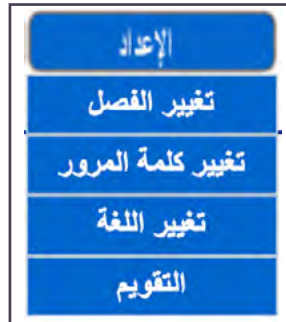 الإعداد
تغيير الفصل
تغيير كلمة المرور
تغيير اللغة
التقويم